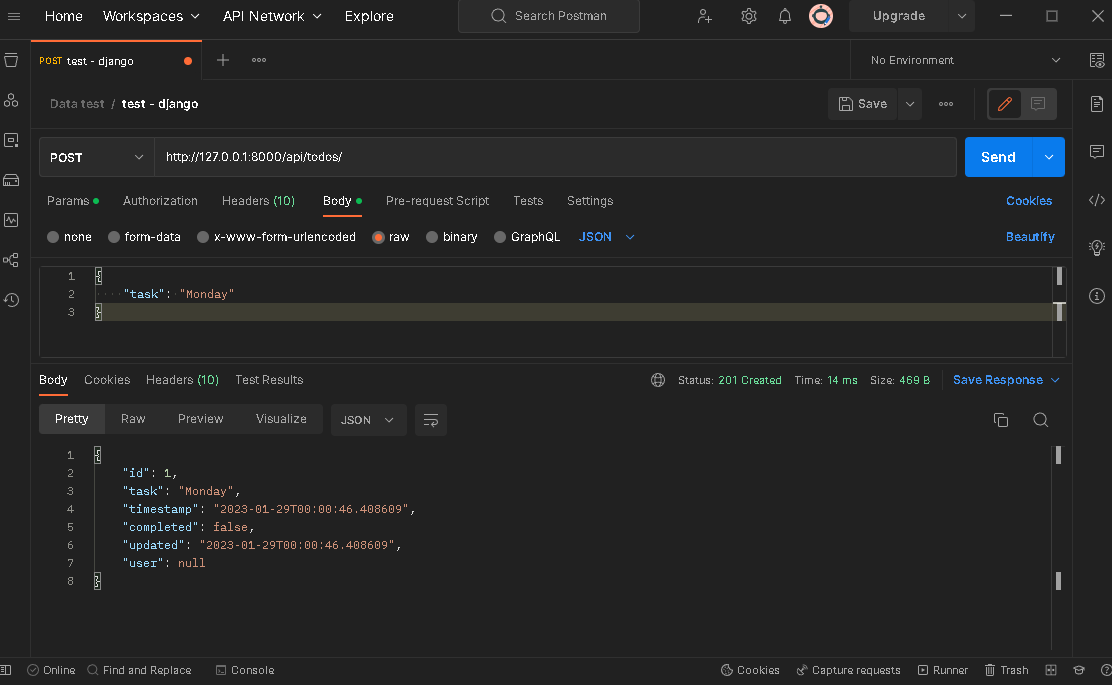 Home Workspaces API Network Explore Search Postman Upgrade
POST test - django No Environment
Data test / test - django Save
POST http://127.0.0.1:8000/api/todos/ Send
Params Authorization Headers (10) Body Pre-request Script Tests Settings Cookies
none form-data x-www-form-urlencoded raw binary GraphQL JSON Beautify
1 {
2 "task": "Monday"
3 }
Body Cookies Headers (10) Test Results Status: 201 Created Time: 14 ms Size: 469 B Save Response
Pretty Raw Preview Visualize JSON
1 {
2 "id": 1,
3 "task": "Monday",
4 "timestamp": "2023-01-29T00:00:46.408609",
5 "completed": false,
6 "updated": "2023-01-29T00:00:46.408609",
7 "user": null
8 }
Online Find and Replace Console Cookies Capture requests Runner Trash